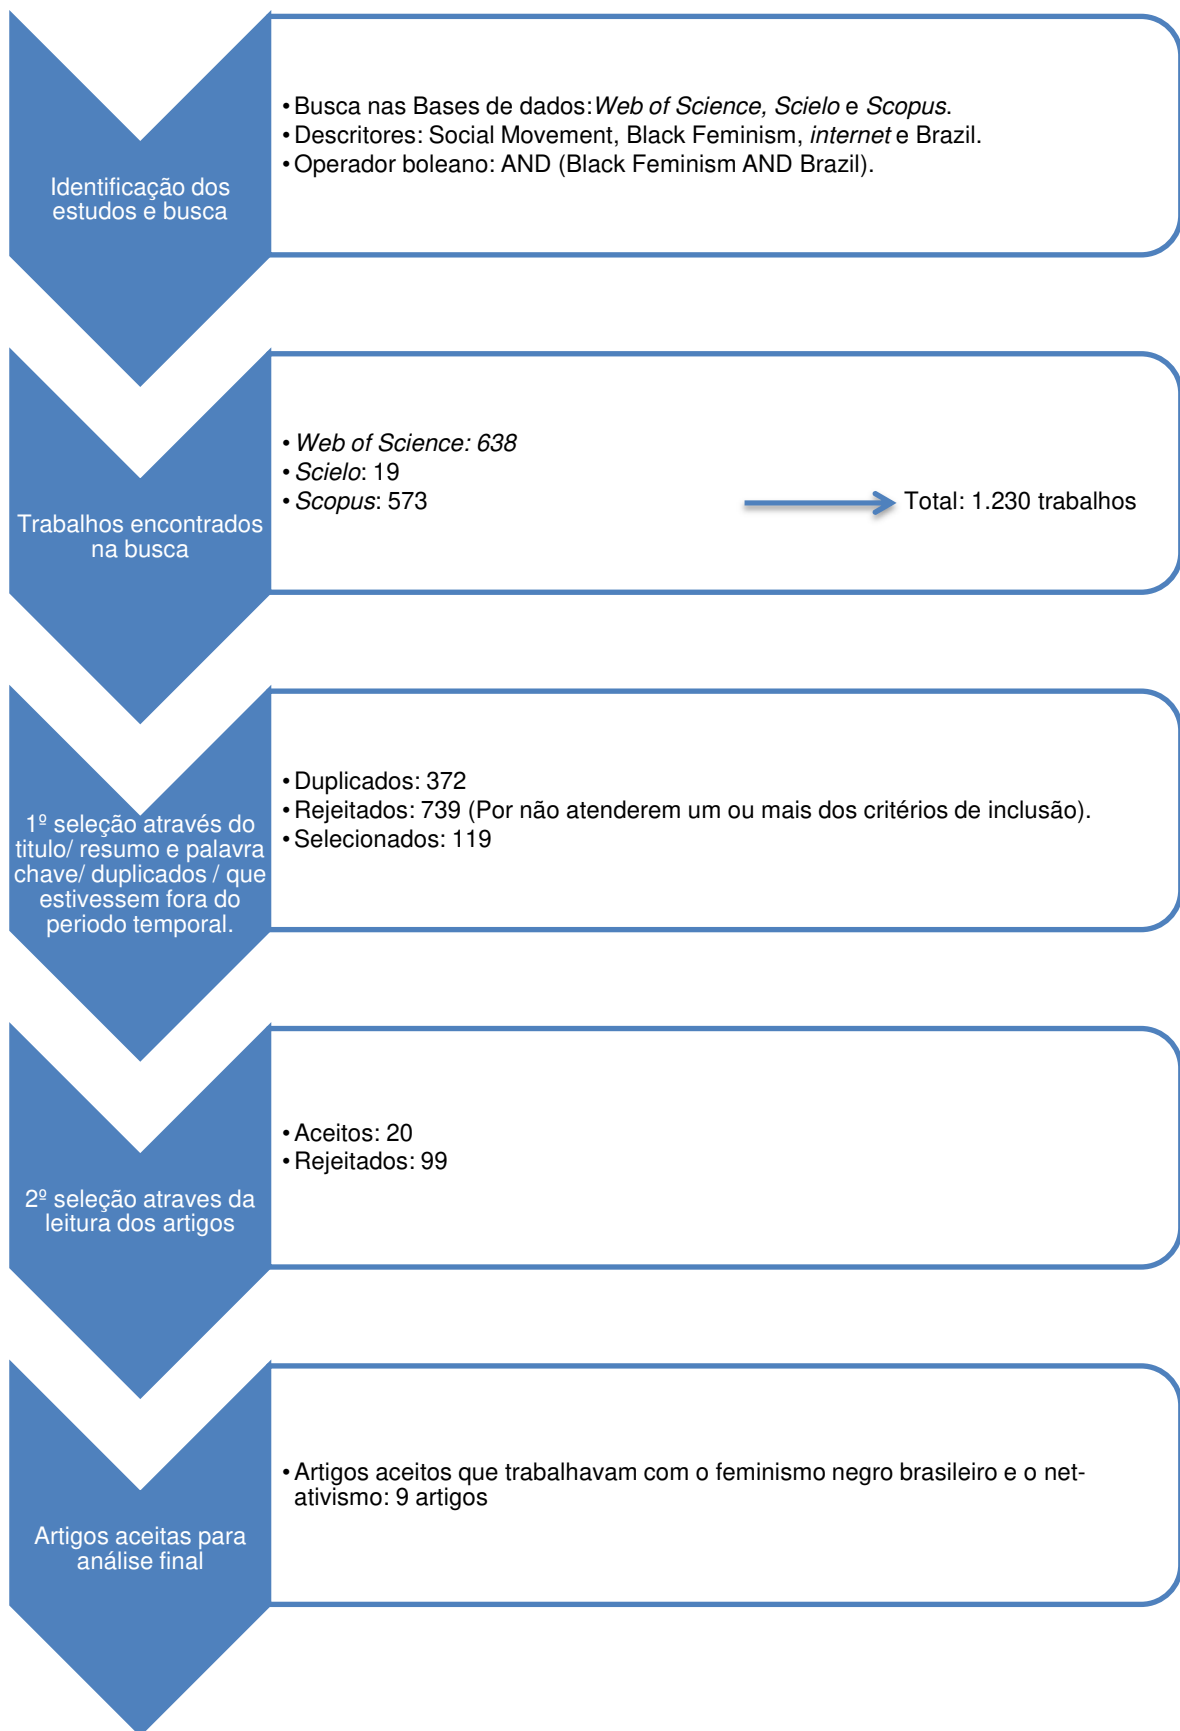 Identificação dos
estudos e busca
• Busca nas Bases de dados:Web of Science, Scielo e Scopus.
• Descritores: Social Movement, Black Feminism, internet e Brazil.
• Operador boleano: AND (Black Feminism AND Brazil).
Trabalhos encontrados
na busca
• Web of Science: 638
• Scielo: 19
• Scopus: 573
Total: 1.230 trabalhos
1º seleção através do
titulo/ resumo e palavra
chave/ duplicados / que
estivessem fora do
periodo temporal.
• Duplicados: 372
• Rejeitados: 739 (Por não atenderem um ou mais dos critérios de inclusão).
• Selecionados: 119
2º seleção atraves da
leitura dos artigos
• Aceitos: 20
• Rejeitados: 99
Artigos aceitas para
análise final
• Artigos aceitos que trabalhavam com o feminismo negro brasileiro e o net-
ativismo: 9 artigos